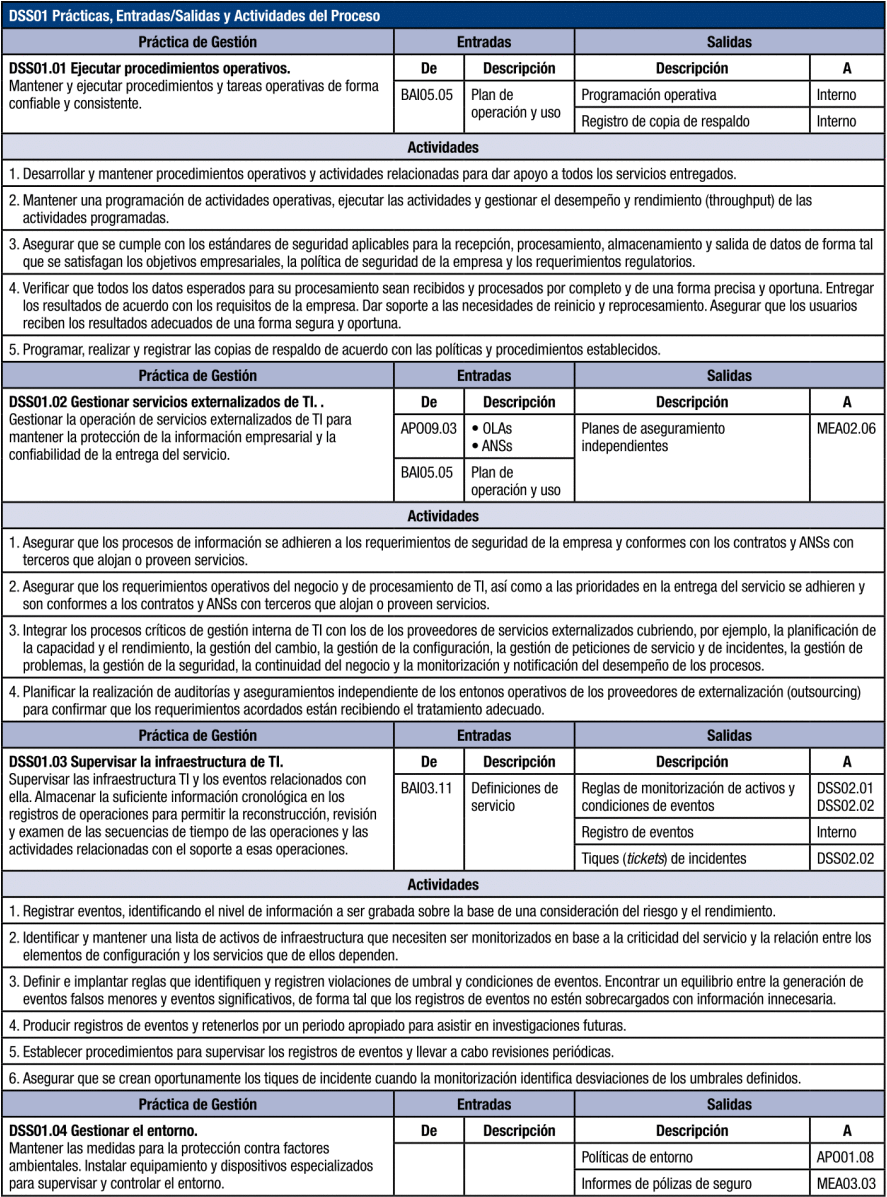 DSS01 Prácticas, Entradas/Salidas y Actividades del Proceso
Práctica de Gestión Entradas Salidas
DSS01.01 Ejecutar procedimientos operativos. De Descripción Descripción A
Mantener y ejecutar procedimientos y tareas operativas de forma
confiable y consistente.
BAI05.05 Plan de
operación y uso
Programación operativa Interno
Registro de copia de respaldo Interno
Actividades
1. Desarrollar y mantener procedimientos operativos y actividades relacionadas para dar apoyo a todos los servicios entregados.
2. Mantener una programación de actividades operativas, ejecutar las actividades y gestionar el desempeño y rendimiento (throughput) de las
actividades programadas.
3. Asegurar que se cumple con los estándares de seguridad aplicables para la recepción, procesamiento, almacenamiento y salida de datos de forma tal
que se satisfagan los objetivos empresariales, la política de seguridad de la empresa y los requerimientos regulatorios.
4. Verificar que todos los datos esperados para su procesamiento sean recibidos y procesados por completo y de una forma precisa y oportuna. Entregar
los resultados de acuerdo con los requisitos de la empresa. Dar soporte a las necesidades de reinicio y reprocesamiento. Asegurar que los usuarios
reciben los resultados adecuados de una forma segura y oportuna.
5. Programar, realizar y registrar las copias de respaldo de acuerdo con las políticas y procedimientos establecidos.
Práctica de Gestión Entradas Salidas
DSS01.02 Gestionar servicios externalizados de TI. . De Descripción Descripción A
Gestionar la operación de servicios externalizados de TI para
mantener la protección de la información empresarial y la
confiabilidad de la entrega del servicio.
APO09.03 • OLAs
• ANSs
BAI05.05 Plan de
operación y uso
Planes de aseguramiento
independientes
MEA02.06
Actividades
1. Asegurar que los procesos de información se adhieren a los requerimientos de seguridad de la empresa y conformes con los contratos y ANSs con
terceros que alojan o proveen servicios.
2. Asegurar que los requerimientos operativos del negocio y de procesamiento de TI, así como a las prioridades en la entrega del servicio se adhieren y
son conformes a los contratos y ANSs con terceros que alojan o proveen servicios.
3. Integrar los procesos críticos de gestión interna de TI con los de los proveedores de servicios externalizados cubriendo, por ejemplo, la planificación de
la capacidad y el rendimiento, la gestión del cambio, la gestión de la configuración, la gestión de peticiones de servicio y de incidentes, la gestión de
problemas, la gestión de la seguridad, la continuidad del negocio y la monitorización y notificación del desempeño de los procesos.
4. Planificar la realización de auditorías y aseguramientos independiente de los entonos operativos de los proveedores de externalización (outsourcing)
para confirmar que los requerimientos acordados están recibiendo el tratamiento adecuado.
Práctica de Gestión Entradas Salidas
DSS01.03 Supervisar la infraestructura de TI. De Descripción Descripción A
Supervisar las infraestructura TI y los eventos relacionados con
ella. Almacenar la suficiente información cronológica en los
registros de operaciones para permitir la reconstrucción, revisión
y examen de las secuencias de tiempo de las operaciones y las
actividades relacionadas con el soporte a esas operaciones.
BAI03.11 Definiciones de
servicio
Reglas de monitorización de activos y
condiciones de eventos
DSS02.01
DSS02.02
Registro de eventos Interno
Tiques (tickets) de incidentes DSS02.02
Actividades
1. Registrar eventos, identificando el nivel de información a ser grabada sobre la base de una consideración del riesgo y el rendimiento.
2. Identificar y mantener una lista de activos de infraestructura que necesiten ser monitorizados en base a la criticidad del servicio y la relación entre los
elementos de configuración y los servicios que de ellos dependen.
3. Definir e implantar reglas que identifiquen y registren violaciones de umbral y condiciones de eventos. Encontrar un equilibrio entre la generación de
eventos falsos menores y eventos significativos, de forma tal que los registros de eventos no estén sobrecargados con información innecesaria.
4. Producir registros de eventos y retenerlos por un periodo apropiado para asistir en investigaciones futuras.
5. Establecer procedimientos para supervisar los registros de eventos y llevar a cabo revisiones periódicas.
6. Asegurar que se crean oportunamente los tiques de incidente cuando la monitorización identifica desviaciones de los umbrales definidos.
Práctica de Gestión Entradas Salidas
DSS01.04 Gestionar el entorno. De Descripción Descripción A
Mantener las medidas para la protección contra factores
ambientales. Instalar equipamiento y dispositivos especializados
para supervisar y controlar el entorno.
Políticas de entorno APO01.08
Informes de pólizas de seguro MEA03.03